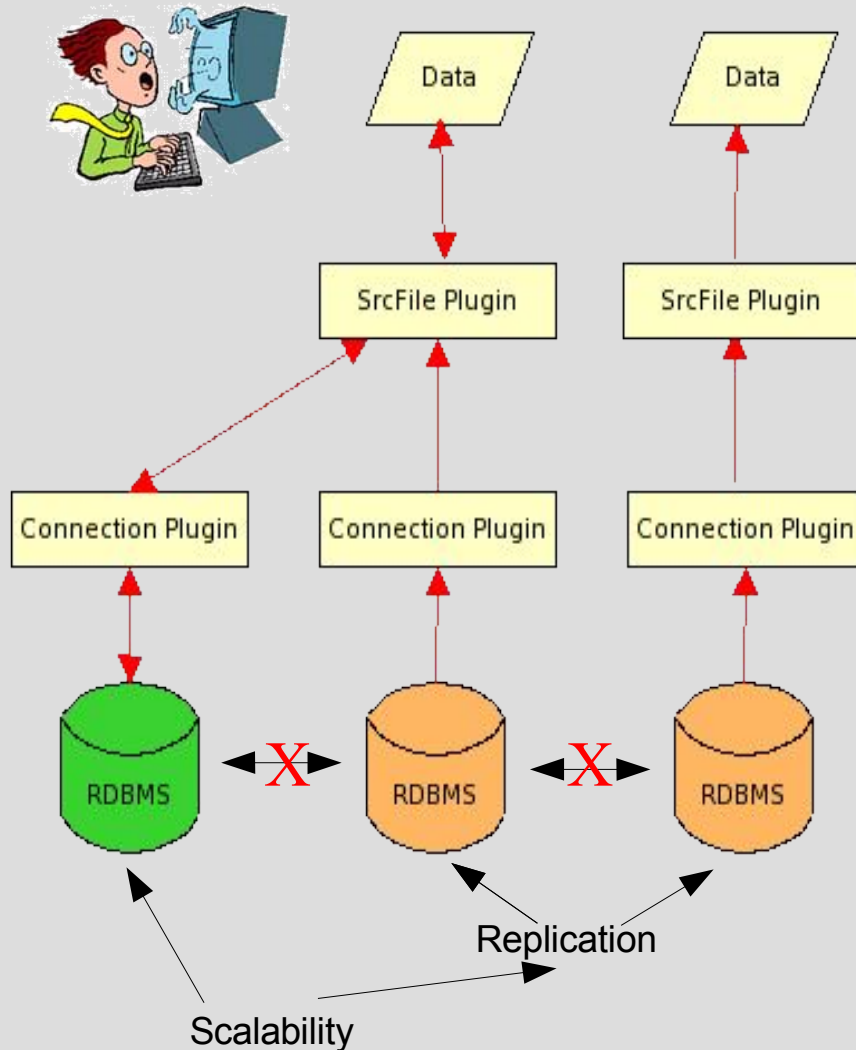 Data
Data
SrcFile Plugin
SrcFile Plugin
Connection Plugin
Connection Plugin
Connection Plugin
X
X
RDBMS
RDBMS
RDBMS
Replication
Scalability